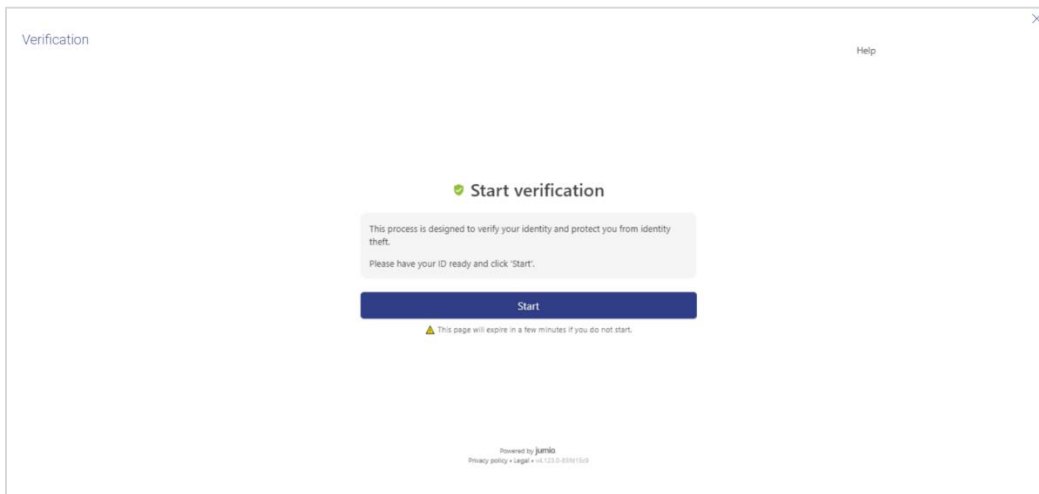 Verification
Help
Start verification
This process is designed to verify your identity and protect you from identity
theft.
Please have your ID ready and click 'Start'.
Start
This page will expire in a few minutes if you do not start.
Powered by jumio
Privacy policy • Legal •